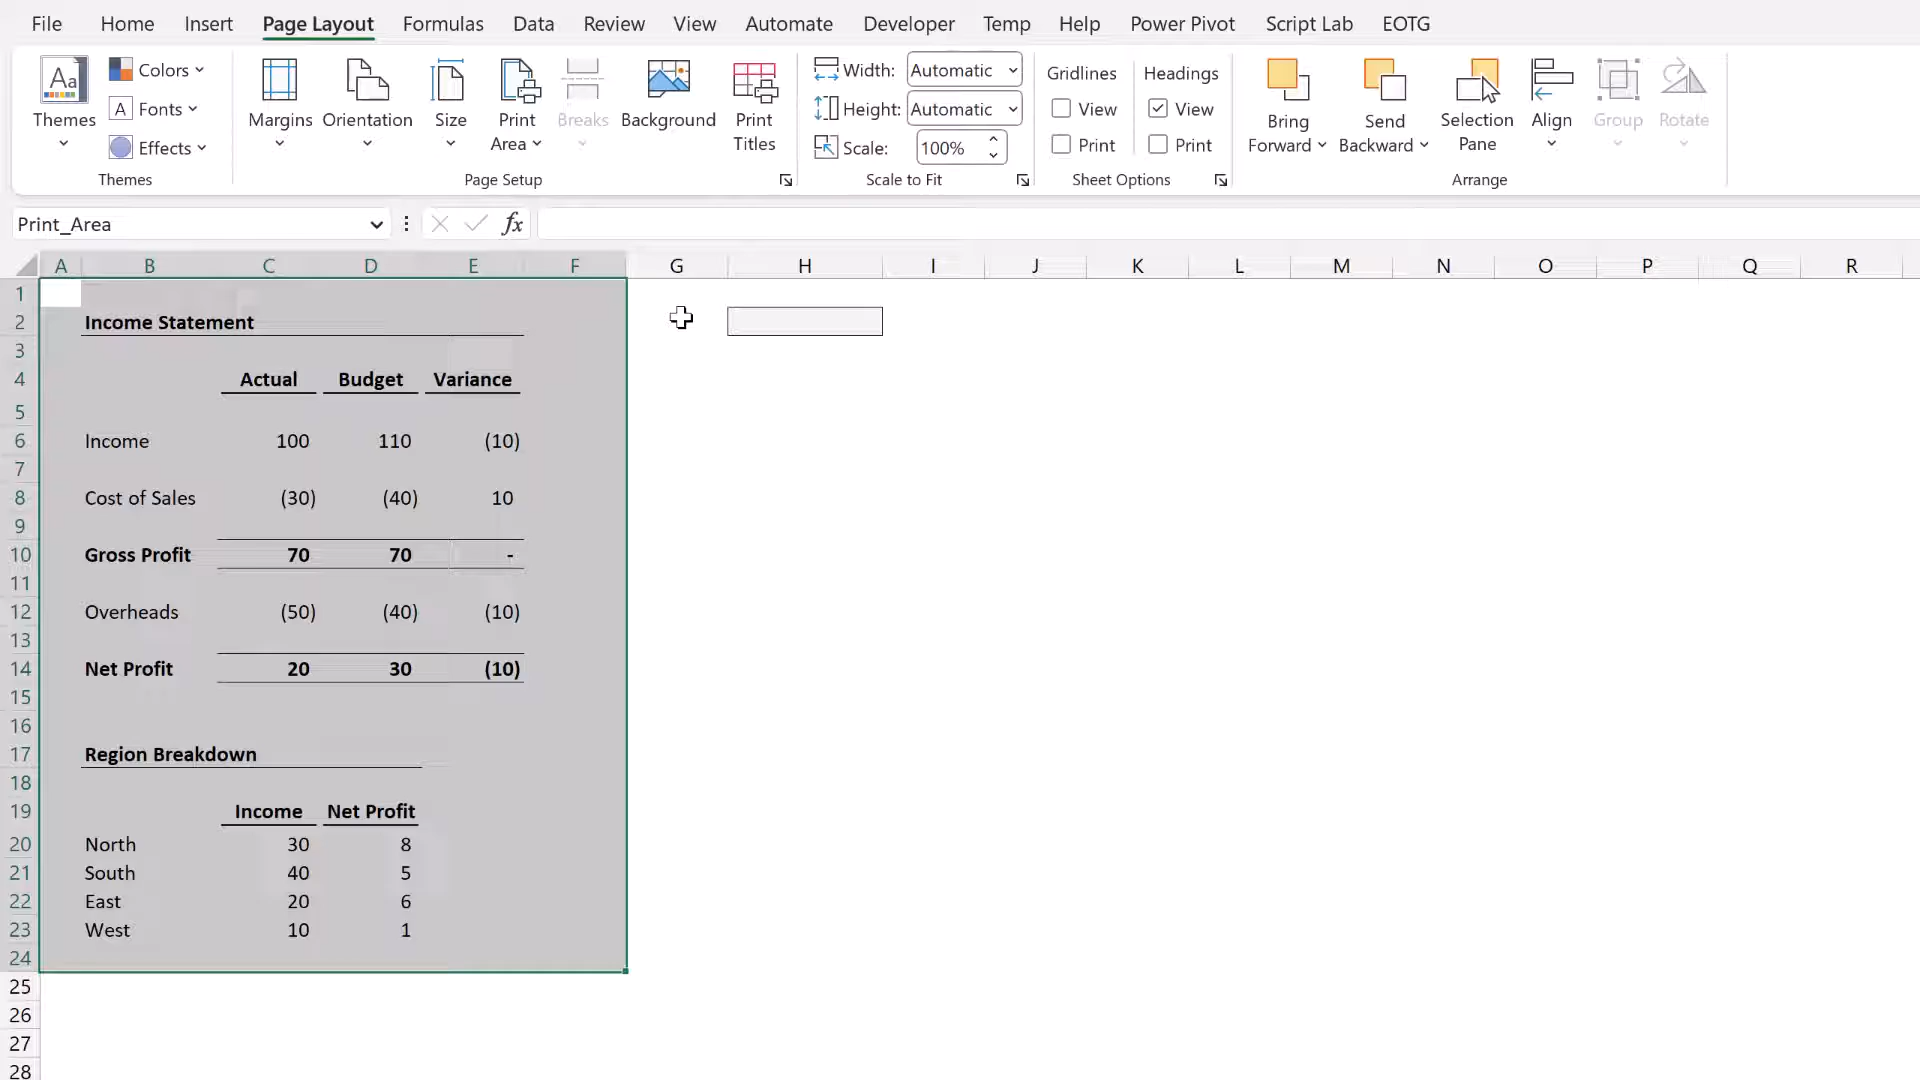 File Home Insert Page Layout Formulas Data Review View Automate Developer Temp Help Power Pivot Script Lab EOTG
Aa
Themes
Colors
A Fonts
Effects
Themes
Margins
Orientation
Size
Print
Area
Breaks
Background
Print
Titles
Page Setup
Width: Automatic
Height: Automatic
Scale: 100%
Scale to Fit
Gridlines
View
Print
Headings
View
Print
Sheet Options
Bring
Forward
Send
Backward
Selection
Pane
Align
Group
Rotate
Arrange
Print_Area fx
A B C D E F G H I J K L M N O P Q R
1
2 Income Statement
3
4 Actual Budget Variance
5
6 Income 100 110 (10)
7
8 Cost of Sales (30) (40) 10
9
10 Gross Profit 70 70 -
11
12 Overheads (50) (40) (10)
13
14 Net Profit 20 30 (10)
15
16
17 Region Breakdown
18
19 Income Net Profit
20 North 30 8
21 South 40 5
22 East 20 6
23 West 10 1
24
25
26
27
28